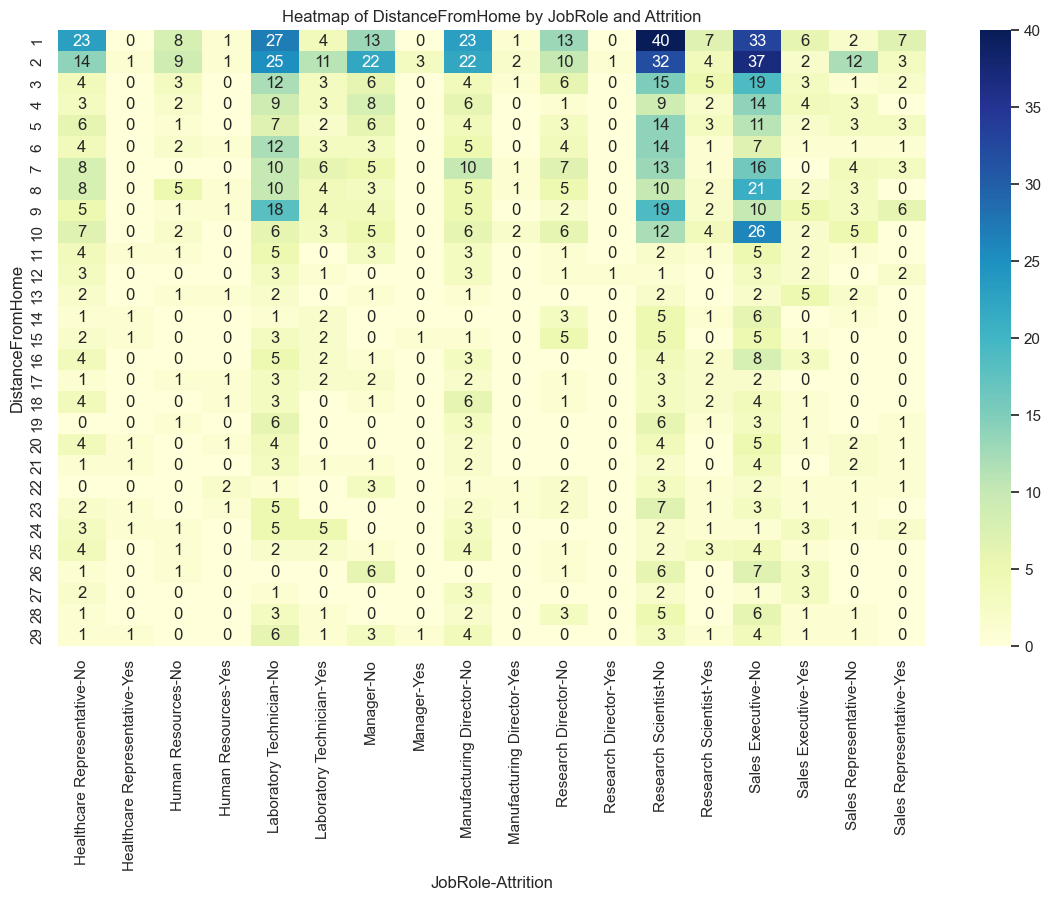 Heatmap of DistanceFromHome by JobRole and Attrition
1 23 0 8 1 27 4 13 0 23 1 13 0 40 7 33 6 2 7
2 14 1 9 1 25 11 22 3 22 2 10 1 32 4 37 2 12 3
3 4 0 3 0 12 3 6 0 4 1 6 0 15 5 19 3 1 2
4 3 0 2 0 9 3 8 0 6 0 1 0 9 2 14 4 3 0
5 6 0 1 0 7 2 6 0 4 0 3 0 14 3 11 2 3 3
6 4 0 2 1 12 3 3 0 5 0 4 0 14 1 7 1 1 1
7 8 0 0 0 10 6 5 0 10 1 7 0 13 1 16 0 4 3
8 8 0 5 1 10 4 3 0 5 1 5 0 10 2 21 2 3 0
9 5 0 1 1 18 4 4 0 5 0 2 0 19 2 10 5 3 6
10 7 0 2 0 6 3 5 0 6 2 6 0 12 4 26 2 5 0
11 4 1 1 0 5 0 3 0 3 0 1 0 2 1 5 2 1 0
12 3 0 0 0 3 1 0 0 3 0 1 1 1 0 3 2 0 2
13 2 0 1 1 2 0 1 0 1 0 0 0 2 0 2 5 2 0
14 1 1 0 0 1 2 0 0 0 0 3 0 5 1 6 0 1 0
15 2 1 0 0 3 2 0 1 1 0 5 0 5 0 5 1 0 0
16 4 0 0 0 5 2 1 0 3 0 0 0 4 2 8 3 0 0
17 1 0 1 1 3 2 2 0 2 0 1 0 3 2 2 0 0 0
18 4 0 0 1 3 0 1 0 6 0 1 0 3 2 4 1 0 0
19 0 0 1 0 6 0 0 0 3 0 0 0 6 1 3 1 0 1
20 4 1 0 1 4 0 0 0 2 0 0 0 4 0 5 1 2 1
21 1 1 0 0 3 1 1 0 2 0 0 0 2 0 4 0 2 1
22 0 0 0 2 1 0 3 0 1 1 2 0 3 1 2 1 1 1
23 2 1 0 1 5 0 0 0 2 1 2 0 7 1 3 1 1 0
24 3 1 1 0 5 5 0 0 3 0 0 0 2 1 1 3 1 2
25 4 0 1 0 2 2 1 0 4 0 1 0 2 3 4 1 0 0
26 1 0 1 0 0 0 6 0 0 0 1 0 6 0 7 3 0 0
27 2 0 0 0 1 0 0 0 3 0 0 0 2 0 1 3 0 0
28 1 0 0 0 3 1 0 0 2 0 3 0 5 0 6 1 1 0
29 1 1 0 0 6 1 3 1 4 0 0 0 3 1 4 1 1 0
DistanceFromHome
Healthcare Representative-No
Healthcare Representative-Yes
Human Resources-No
Human Resources-Yes
Laboratory Technician-No
Laboratory Technician-Yes
Manager-No
Manager-Yes
Manufacturing Director-No
Manufacturing Director-Yes
Research Director-No
Research Director-Yes
Research Scientist-No
Research Scientist-Yes
Sales Executive-No
Sales Executive-Yes
Sales Representative-No
Sales Representative-Yes
JobRole-Attrition
40
35
30
25
20
15
10
5
0